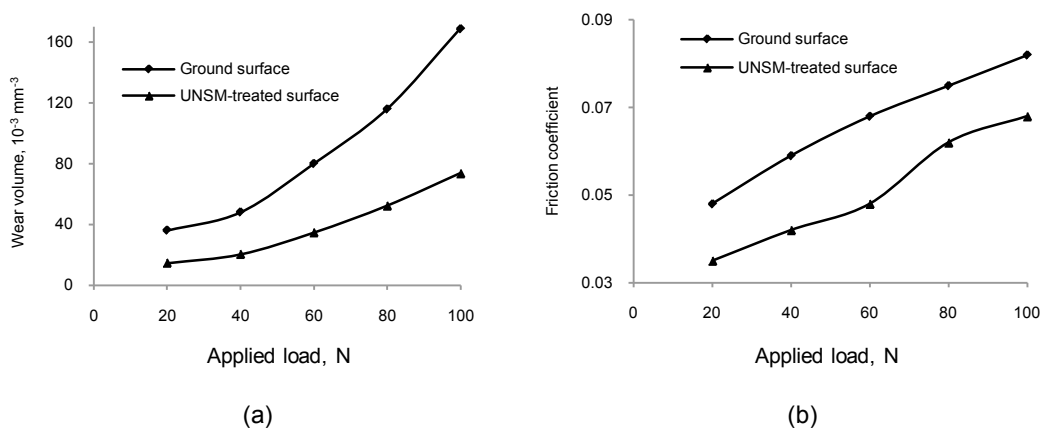 160
120
80
40
0
Wear volume, 10⁻³ mm⁻³
Ground surface
UNSM-treated surface
0 20 40 60 80 100
Applied load, N
(a)
0.09
0.07
0.05
0.03
Friction coefficient
Ground surface
UNSM-treated surface
0 20 40 60 80 100
Applied load, N
(b)